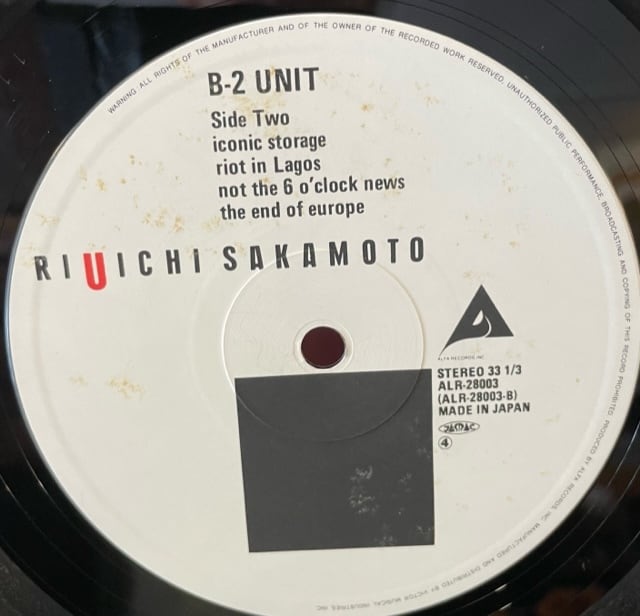 WARNING: ALL RIGHTS OF THE MANUFACTURER AND OF THE OWNER OF THE RECORDED WORK RESERVED. UNAUTHORIZED PUBLIC PERFORMANCE, BROADCASTING AND COPYING OF THIS RECORD PROHIBITED. PRODUCED BY ALFA RECORDS, INC. MANUFACTURED AND DISTRIBUTED BY VICTOR MUSICAL INDUSTRIES, INC.
B-2 UNIT
Side Two
iconic storage
riot in Lagos
not the 6 o'clock news
the end of europe
RIUICHI SAKAMOTO
ALFA RECORDS, INC
STEREO 33 1/3
ALR-28003
(ALR-28003-B)
MADE IN JAPAN
JASRAC
4